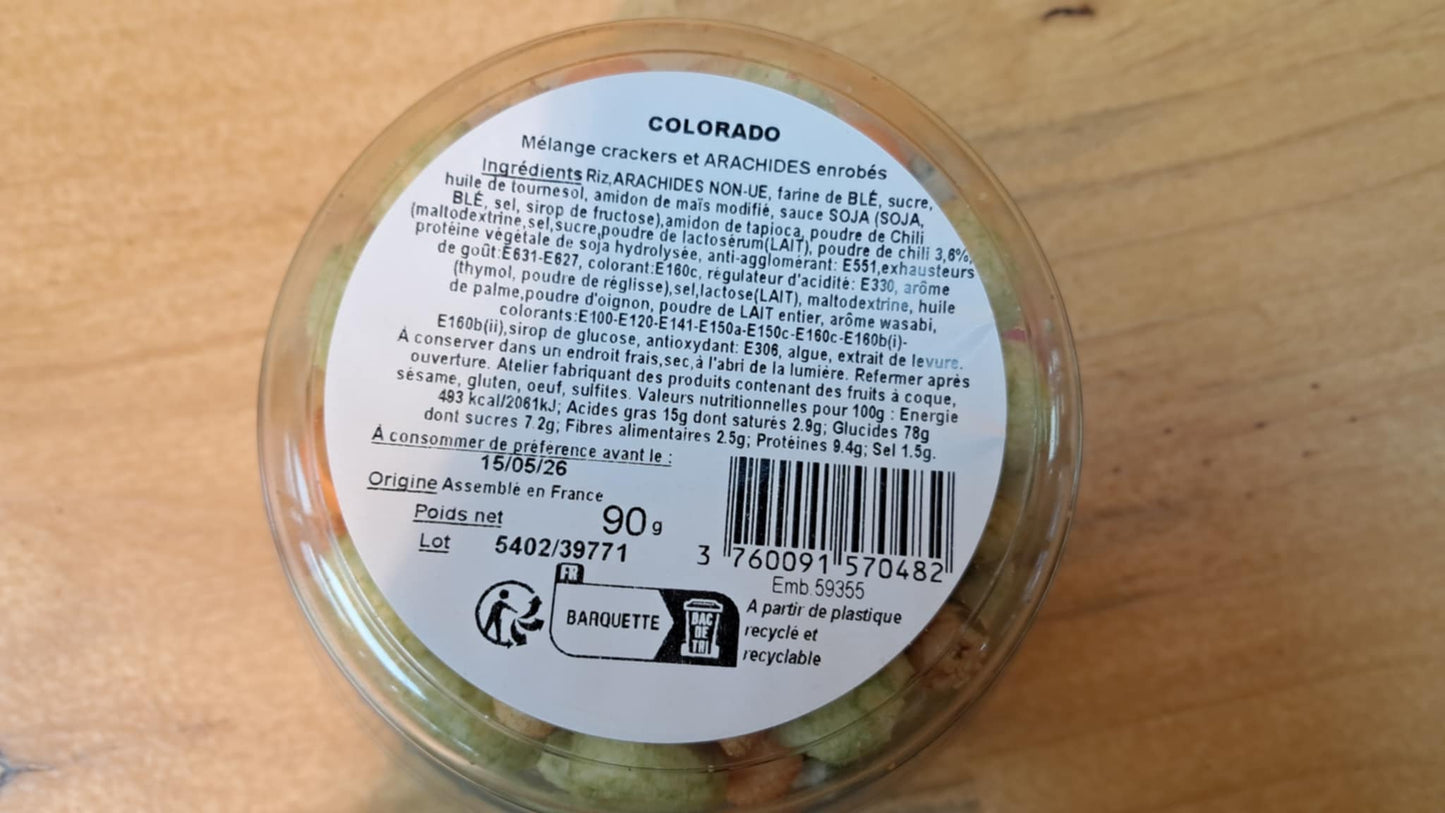 COLORADO
Mélange crackers et ARACHIDES enrobés
Ingrédients Riz,ARACHIDES NON-UE, farine de BLÉ, sucre,
huile de tournesol, amidon de maïs modifié, sauce SOJA (SOJA,
BLÉ, sel, sirop de fructose),amidon de tapioca, poudre de Chili
(maltodextrine,sel,sucre,poudre de lactosérum(LAIT), poudre de chili 3,6%,
protéine végétale de soja hydrolysée, anti-agglomérant: E551,exhausteurs
de goût:E631-E627, colorant:E160c, régulateur d'acidité: E330, arôme
(thymol, poudre de réglisse),sel,lactose(LAIT), maltodextrine, huile
de palme,poudre d'oignon, poudre de LAIT entier, arôme wasabi,
colorants:E100-E120-E141-E150a-E150c-E160c-E160b(i)-
E160b(ii),sirop de glucose, antioxydant: E306, algue, extrait de levure.
À conserver dans un endroit frais,sec,à l'abri de la lumière. Refermer après
ouverture. Atelier fabriquant des produits contenant des fruits à coque,
sésame, gluten, oeuf, sulfites. Valeurs nutritionnelles pour 100g : Energie
493 kcal/2061kJ; Acides gras 15g dont saturés 2.9g; Glucides 78g
dont sucres 7.2g; Fibres alimentaires 2.5g; Protéines 9.4g; Sel 1.5g.
À consommer de préférence avant le :
15/05/26
Origine Assemblé en France
Poids net 90 g
Lot 5402/39771
3 760091 570482
Emb.59355
FR
BARQUETTE
BAC
DE
TRI
A partir de plastique
recyclé et
recyclable